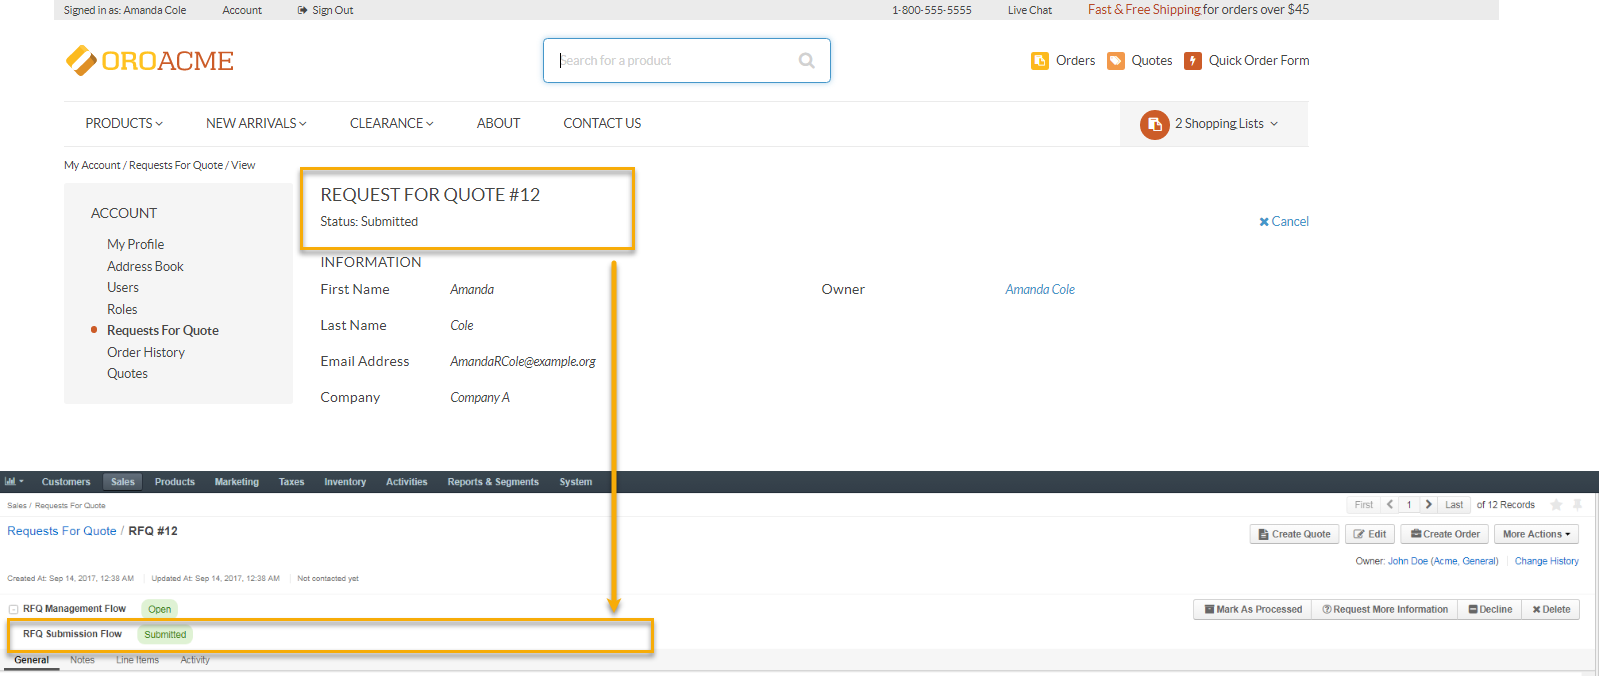 Signed in as: Amanda Cole Account Sign Out 1-800-555-5555 Live Chat Fast & Free Shipping for orders over $45
OROACME Search for a product Orders Quotes Quick Order Form
PRODUCTS NEW ARRIVALS CLEARANCE ABOUT CONTACT US 2 Shopping Lists
My Account / Requests For Quote / View
ACCOUNT
My Profile
Address Book
Users
Roles
Requests For Quote
Order History
Quotes
REQUEST FOR QUOTE #12
Status: Submitted
Cancel
INFORMATION
First Name Amanda Owner Amanda Cole
Last Name Cole
Email Address AmandaRCole@example.org
Company Company A
Customers Sales Products Marketing Taxes Inventory Activities Reports & Segments System
Sales / Requests For Quote First 1 Last of 12 Records
Requests For Quote / RFQ #12 Create Quote Edit Create Order More Actions
Owner: John Doe (Acme, General) Change History
Created At: Sep 14, 2017, 12:38 AM Updated At: Sep 14, 2017, 12:38 AM Not contacted yet
RFQ Management Flow Open Mark As Processed Request More Information Decline Delete
RFQ Submission Flow Submitted
General Notes Line Items Activity